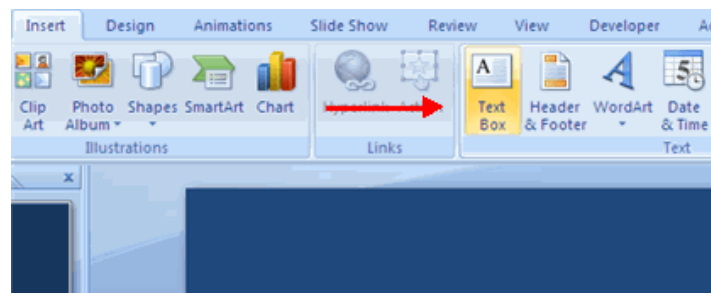 Insert Design Animations Slide Show Review View Developer
Clip Photo Shapes SmartArt Chart Text Header WordArt Date
Art Album Box & Footer & Time
Illustrations Links Text